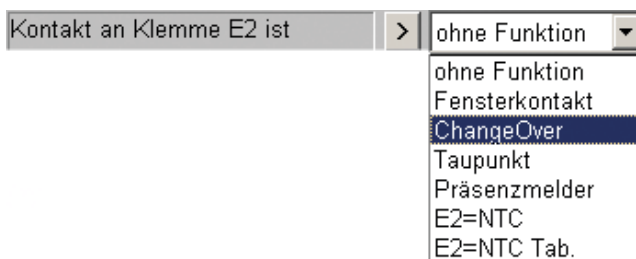 Kontakt an Klemme E2 ist > ohne Funktion
ohne Funktion
Fensterkontakt
ChangeOver
Taupunkt
Präsenzmelder
E2=NTC
E2=NTC Tab.